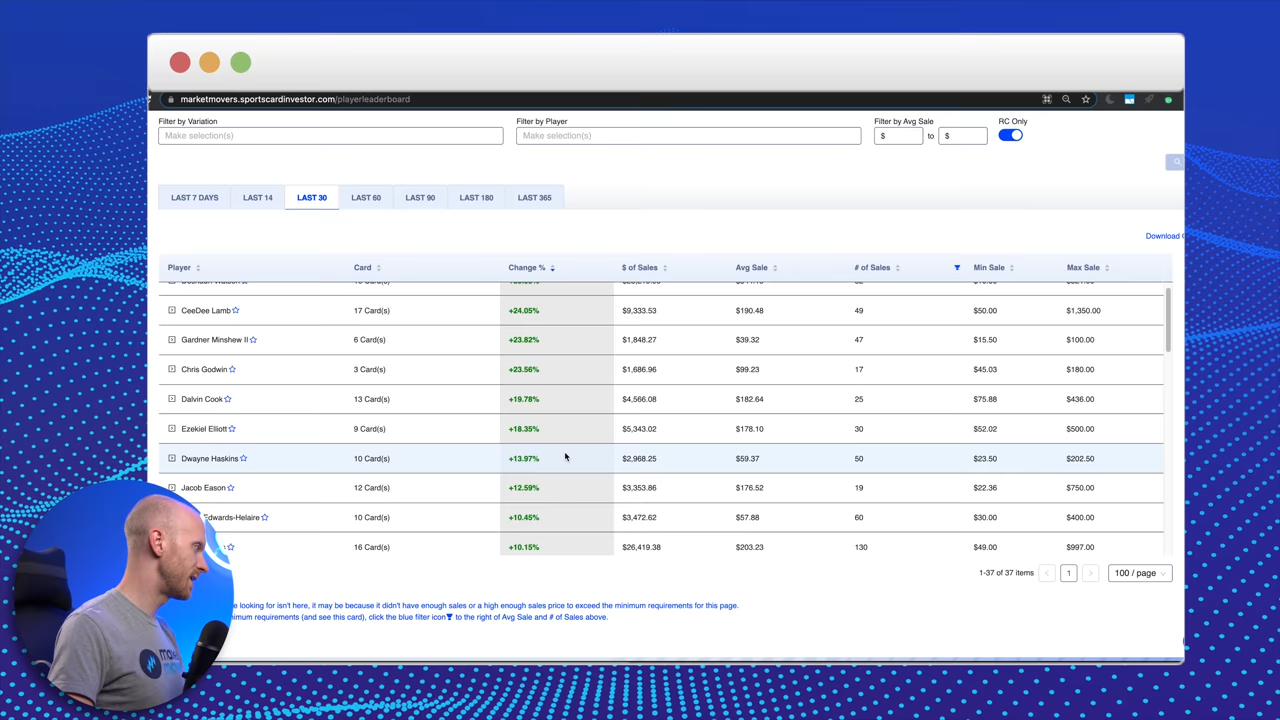 marketmovers.sportscardinvestor.com/playerleaderboard
Filter by Variation Filter by Player Filter by Avg Sale RC Only
Make selection(s) Make selection(s) $ to $
LAST 7 DAYS LAST 14 LAST 30 LAST 60 LAST 90 LAST 180 LAST 365
Download
Player Card Change % $ of Sales Avg Sale # of Sales Min Sale Max Sale
CeeDee Lamb 17 Card(s) +24.05% $9,333.53 $190.48 49 $50.00 $1,350.00
Gardner Minshew II 6 Card(s) +23.82% $1,848.27 $39.32 47 $15.50 $100.00
Chris Godwin 3 Card(s) +23.56% $1,686.96 $99.23 17 $45.03 $180.00
Dalvin Cook 13 Card(s) +19.78% $4,566.08 $182.64 25 $75.88 $436.00
Ezekiel Elliott 9 Card(s) +18.35% $5,343.02 $178.10 30 $52.02 $500.00
Dwayne Haskins 10 Card(s) +13.97% $2,968.25 $59.37 50 $23.50 $202.50
Jacob Eason 12 Card(s) +12.59% $3,353.86 $176.52 19 $22.36 $750.00
Edwards-Helaire 10 Card(s) +10.45% $3,472.62 $57.88 60 $30.00 $400.00
16 Card(s) +10.15% $26,419.38 $203.23 130 $49.00 $997.00
1-37 of 37 items 1 100 / page
looking for isn't here, it may be because it didn't have enough sales or a high enough sales price to exceed the minimum requirements for this page.
requirements (and see this card), click the blue filter icon to the right of Avg Sale and # of Sales above.